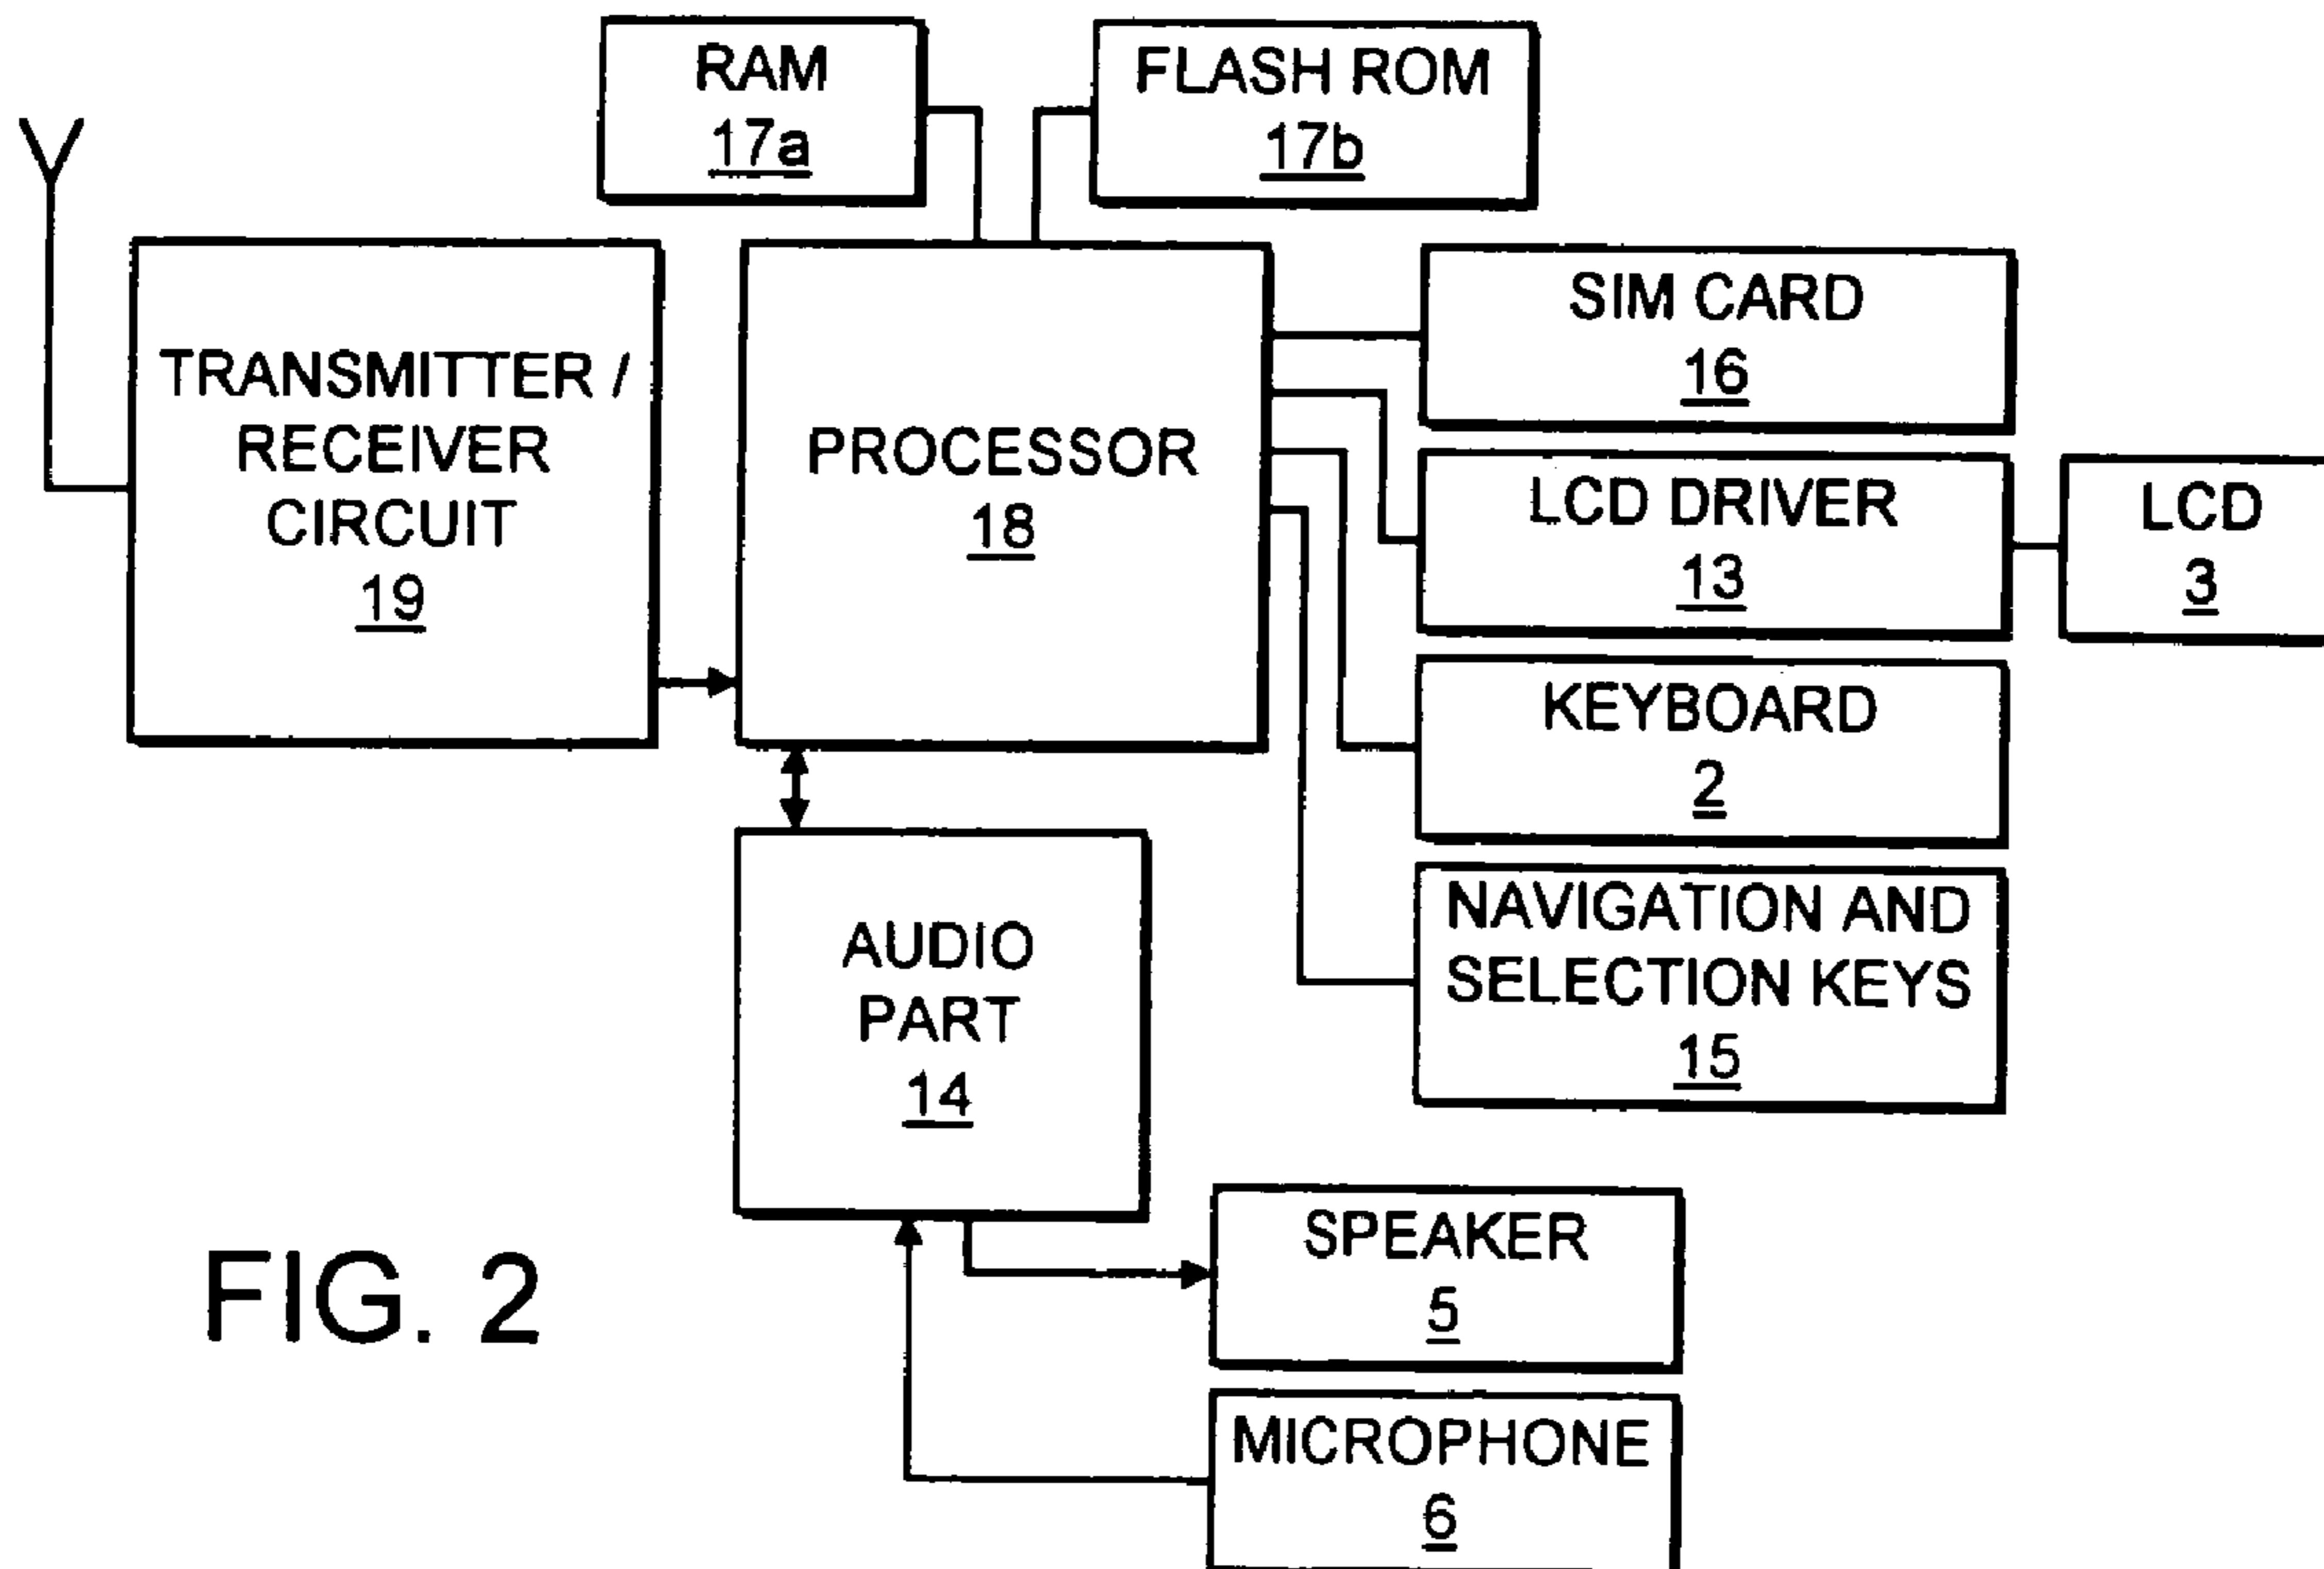 RAM
17a
FLASH ROM
17b
TRANSMITTER /
RECEIVER
CIRCUIT
19
PROCESSOR
18
SIM CARD
16
LCD DRIVER
13
LCD
3
KEYBOARD
2
NAVIGATION AND
SELECTION KEYS
15
AUDIO
PART
14
SPEAKER
5
MICROPHONE
6
FIG. 2